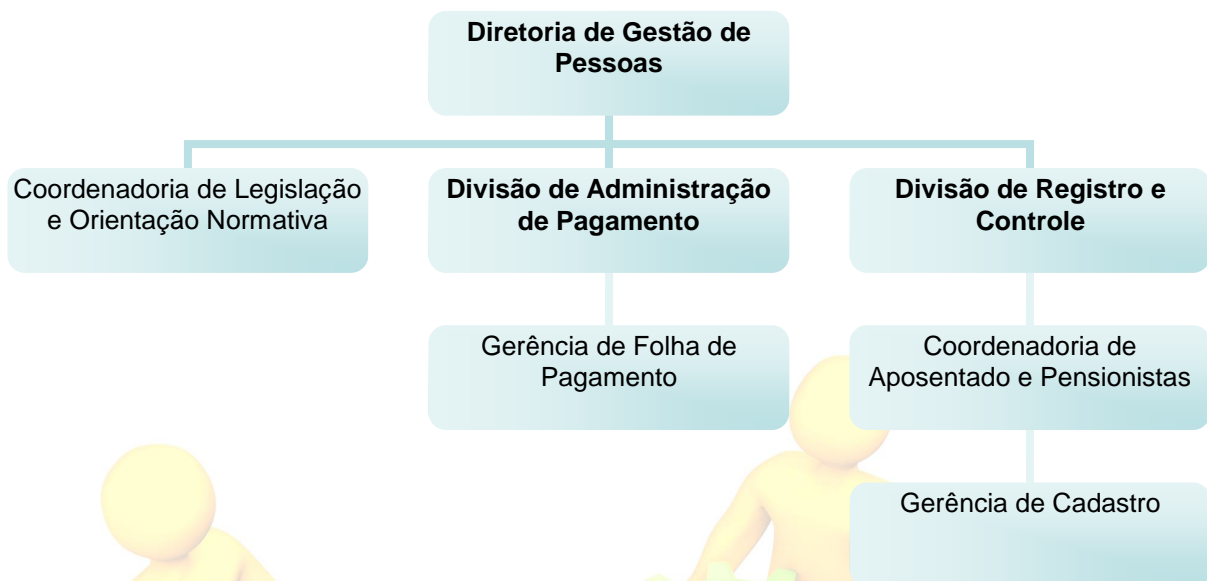 Diretoria de Gestão de
Pessoas
Coordenadoria de Legislação
e Orientação Normativa
Divisão de Administração
de Pagamento
Divisão de Registro e
Controle
Gerência de Folha de
Pagamento
Coordenadoria de
Aposentado e Pensionistas
Gerência de Cadastro